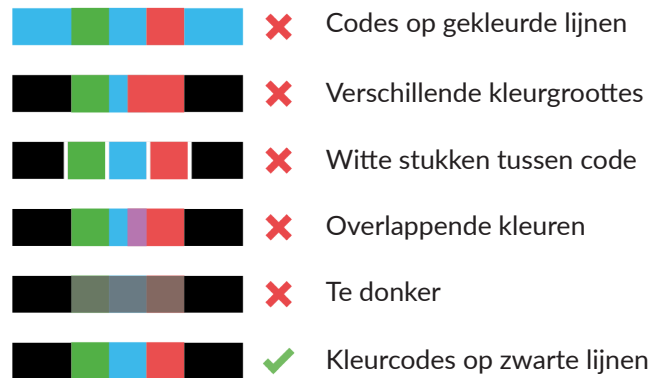 Codes op gekleurde lijnen
Verschillende kleurgroottes
Witte stukken tussen code
Overlappende kleuren
Te donker
Kleurcodes op zwarte lijnen